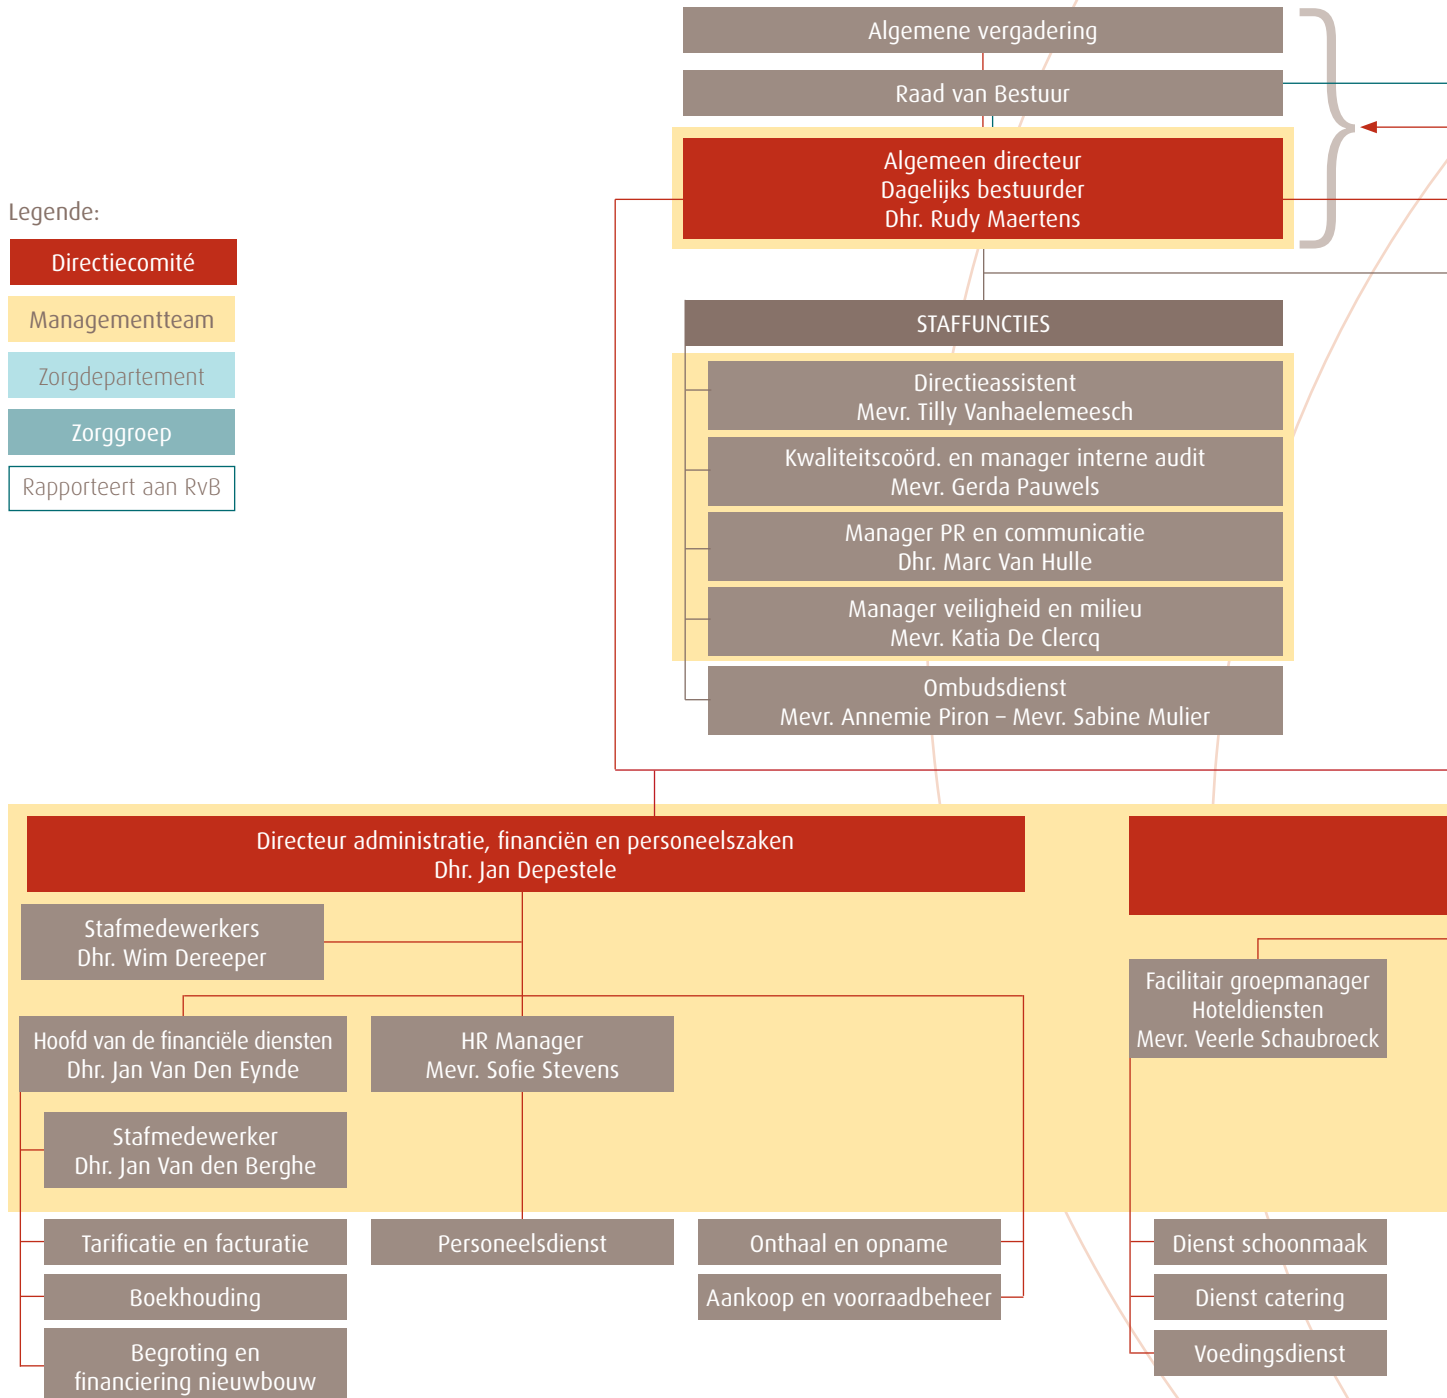 Algemene vergadering
Raad van Bestuur
Algemeen directeur
Dagelijks bestuurder
Dhr. Rudy Maertens
Legende:
Directiecomité
Managementteam
Zorgdepartement
Zorggroep
Rapporteert aan RvB
STAFFUNCTIES
Directieassistent
Mevr. Tilly Vanhaelemeesch
Kwaliteitscoörd. en manager interne audit
Mevr. Gerda Pauwels
Manager PR en communicatie
Dhr. Marc Van Hulle
Manager veiligheid en milieu
Mevr. Katia De Clercq
Ombudsdienst
Mevr. Annemie Piron – Mevr. Sabine Mulier
Directeur administratie, financiën en personeelszaken
Dhr. Jan Depestele
Stafmedewerkers
Dhr. Wim Dereeper
Hoofd van de financiële diensten
Dhr. Jan Van Den Eynde
HR Manager
Mevr. Sofie Stevens
Facilitair groepmanager
Hoteldiensten
Mevr. Veerle Schaubroeck
Stafmedewerker
Dhr. Jan Van den Berghe
Tarificatie en facturatie
Personeelsdienst
Onthaal en opname
Dienst schoonmaak
Boekhouding
Aankoop en voorraadbeheer
Dienst catering
Begroting en
financiering nieuwbouw
Voedingsdienst